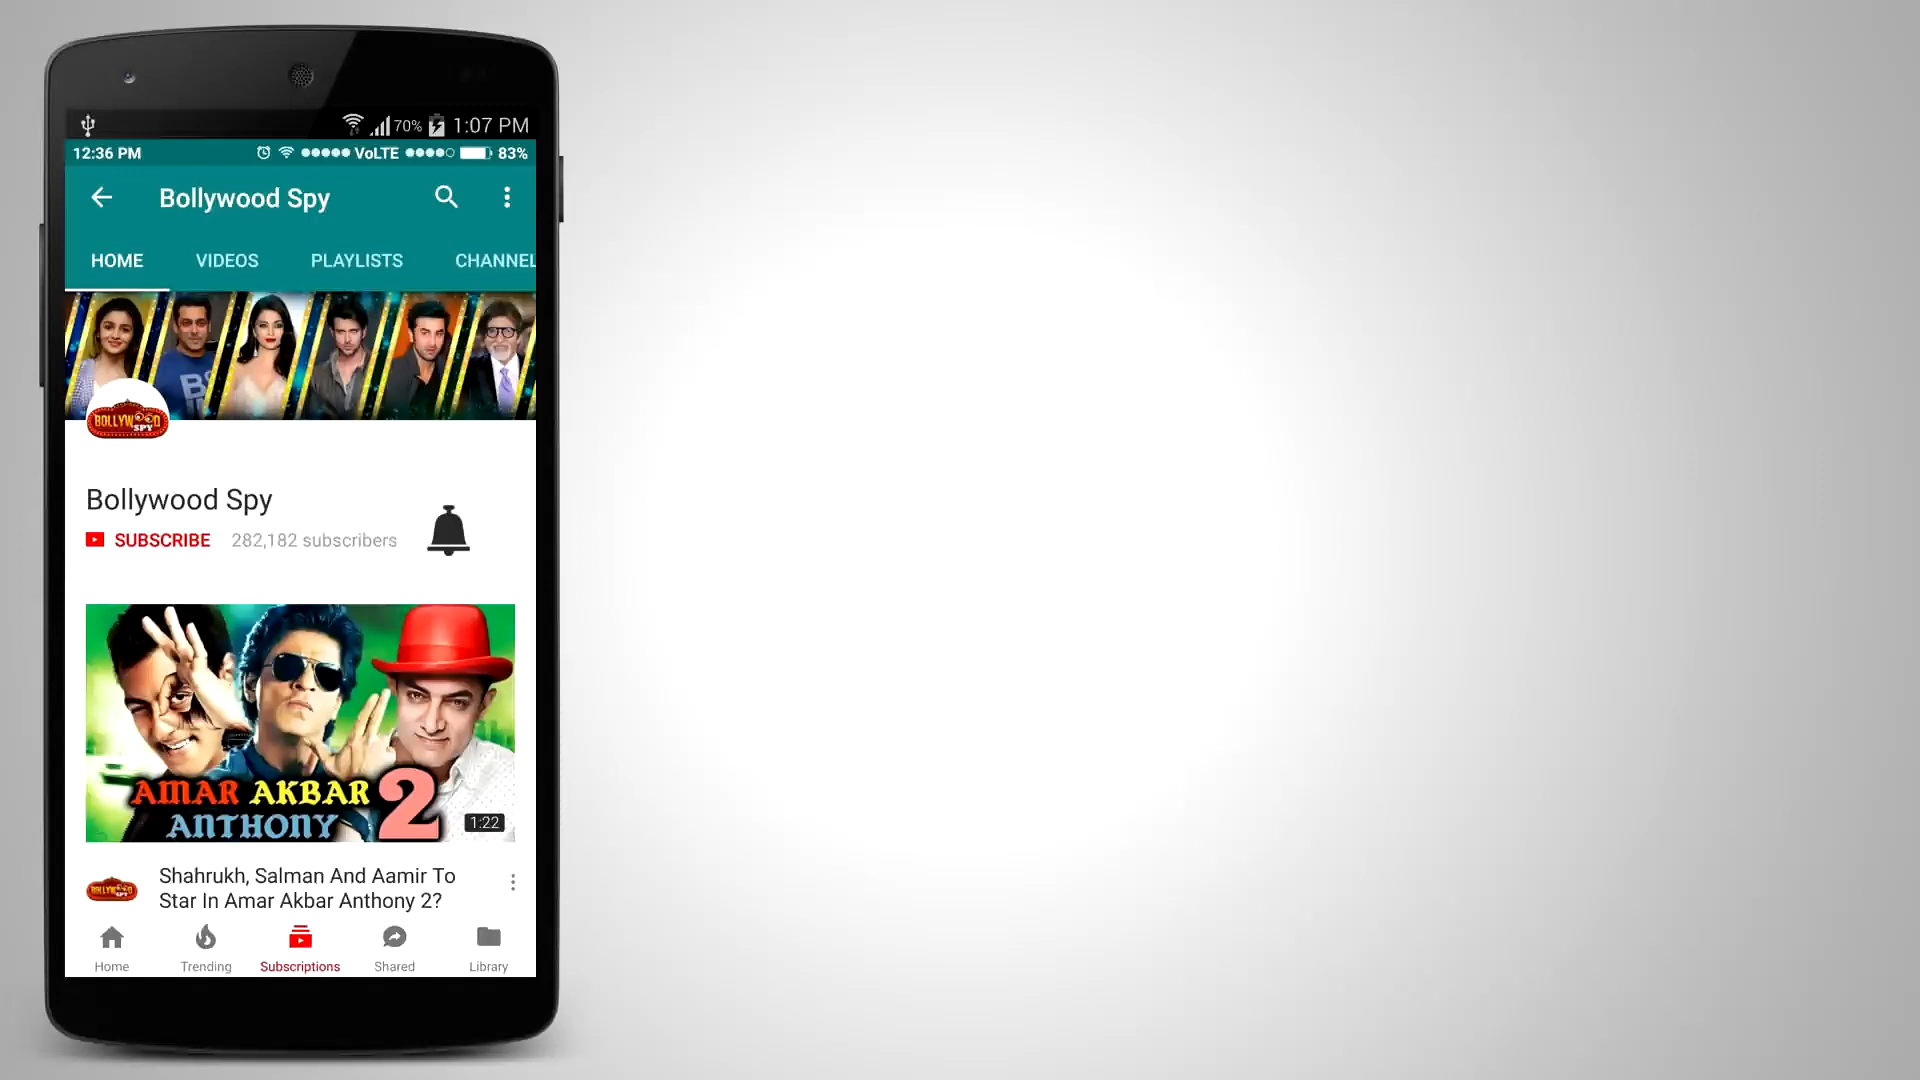 70% 1:07 PM
12:36 PM VoLTE 83%
Bollywood Spy
HOME VIDEOS PLAYLISTS CHANNEL
BOLLYWOOD
SPY
Bollywood Spy
SUBSCRIBE 282,182 subscribers
AMAR AKBAR 2
ANTHONY
1:22
Shahrukh, Salman And Aamir To
BOLLYWOOD
SPY
Star In Amar Akbar Anthony 2?
Home Trending Subscriptions Shared Library